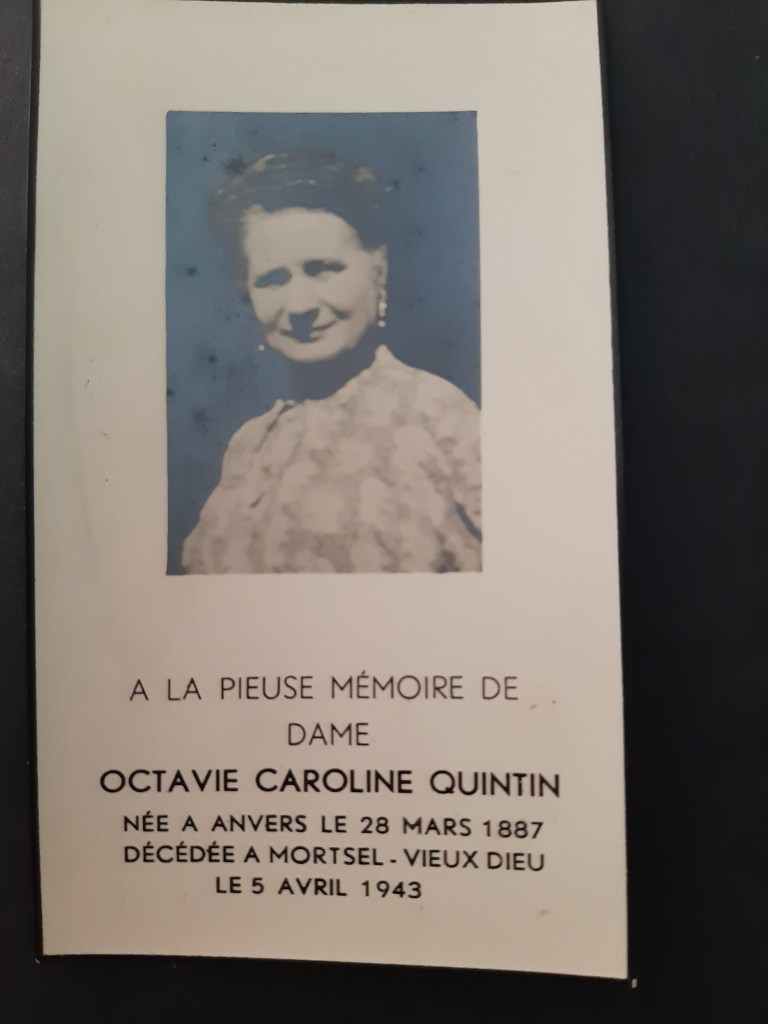 A LA PIEUSE MÉMOIRE DE
DAME
OCTAVIE CAROLINE QUINTIN
NÉE A ANVERS LE 28 MARS 1887
DÉCÉDÉE A MORTSEL - VIEUX DIEU
LE 5 AVRIL 1943